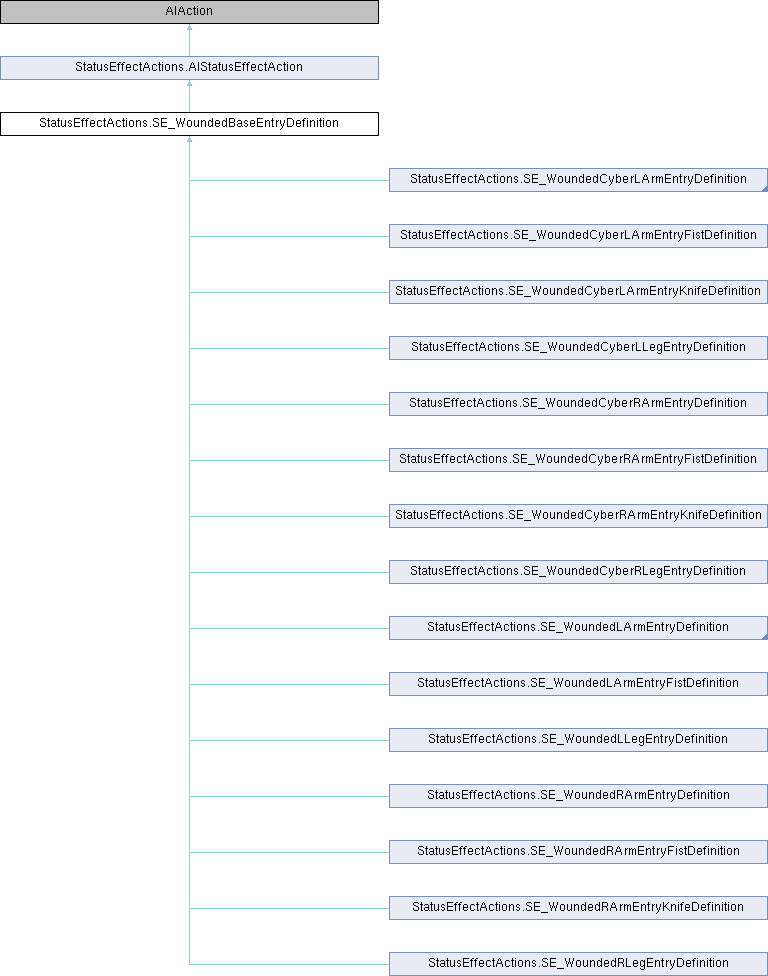 AIAction
StatusEffectActions.AIStatusEffectAction
StatusEffectActions.SE_WoundedBaseEntryDefinition
StatusEffectActions.SE_WoundedCyberLArmEntryDefinition
StatusEffectActions.SE_WoundedCyberLArmEntryFistDefinition
StatusEffectActions.SE_WoundedCyberLArmEntryKnifeDefinition
StatusEffectActions.SE_WoundedCyberLLegEntryDefinition
StatusEffectActions.SE_WoundedCyberRArmEntryDefinition
StatusEffectActions.SE_WoundedCyberRArmEntryFistDefinition
StatusEffectActions.SE_WoundedCyberRArmEntryKnifeDefinition
StatusEffectActions.SE_WoundedCyberRLegEntryDefinition
StatusEffectActions.SE_WoundedLArmEntryDefinition
StatusEffectActions.SE_WoundedLArmEntryFistDefinition
StatusEffectActions.SE_WoundedLLegEntryDefinition
StatusEffectActions.SE_WoundedRArmEntryDefinition
StatusEffectActions.SE_WoundedRArmEntryFistDefinition
StatusEffectActions.SE_WoundedRArmEntryKnifeDefinition
StatusEffectActions.SE_WoundedRLegEntryDefinition